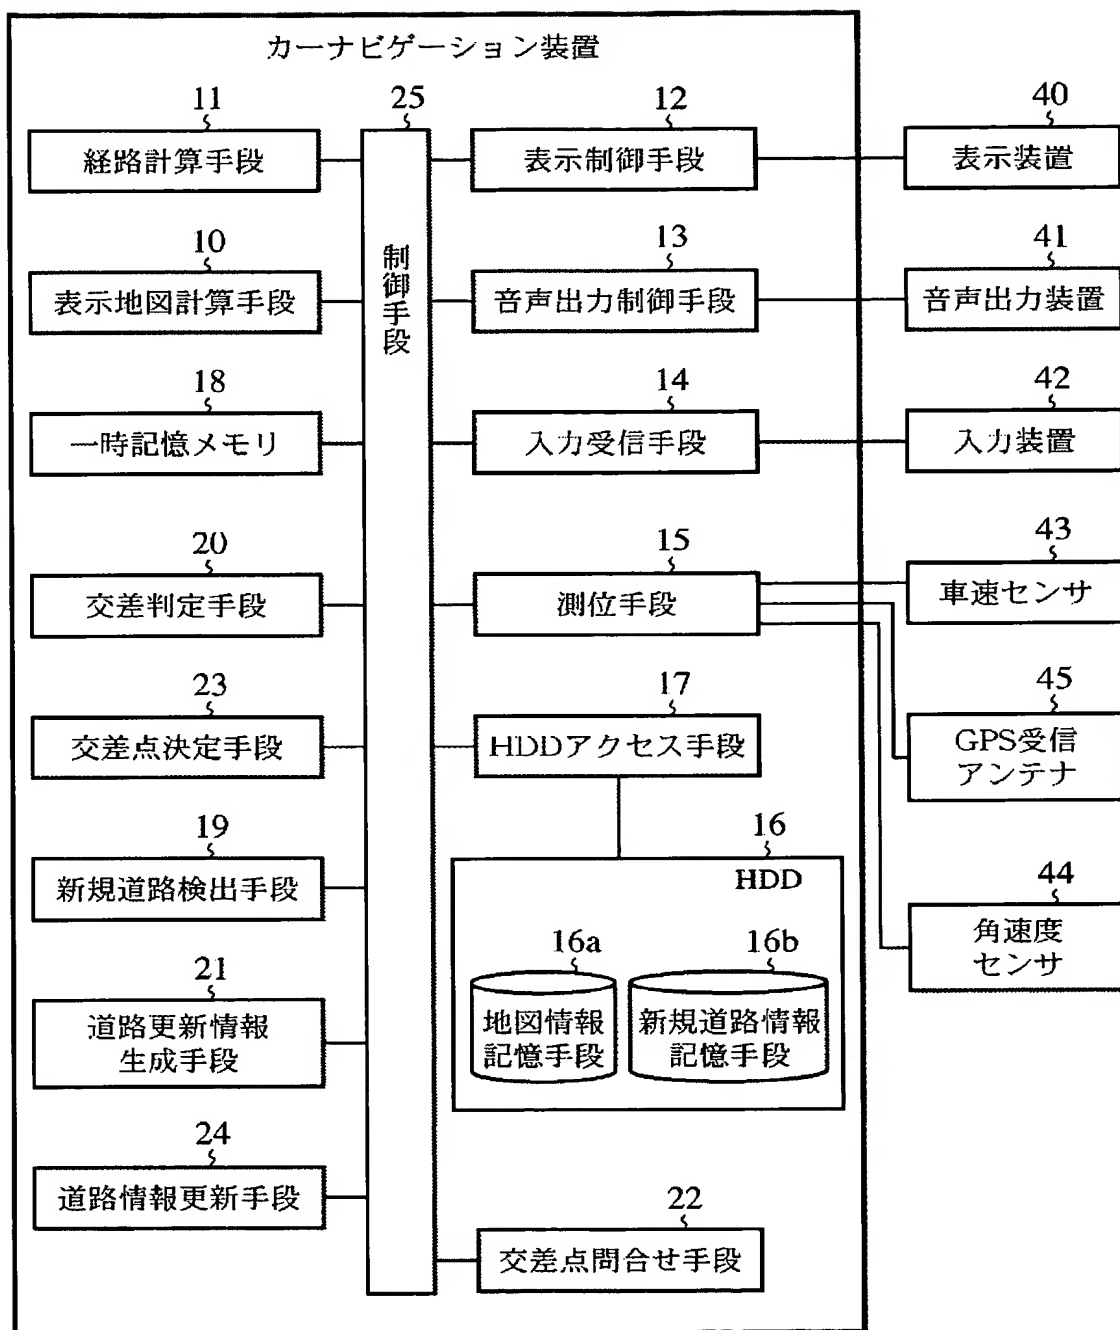 カーナビゲーション装置
11
25
12
40
経路計算手段
表示制御手段
表示装置
10
制御手段
13
41
表示地図計算手段
音声出力制御手段
音声出力装置
18
14
42
一時記憶メモリ
入力受信手段
入力装置
20
15
43
交差判定手段
測位手段
車速センサ
23
17
45
交差点決定手段
HDDアクセス手段
GPS受信
アンテナ
19
16
新規道路検出手段
HDD
44
角速度
センサ
16a
16b
21
道路更新情報
生成手段
地図情報
記憶手段
新規道路情報
記憶手段
24
道路情報更新手段
22
交差点問合せ手段